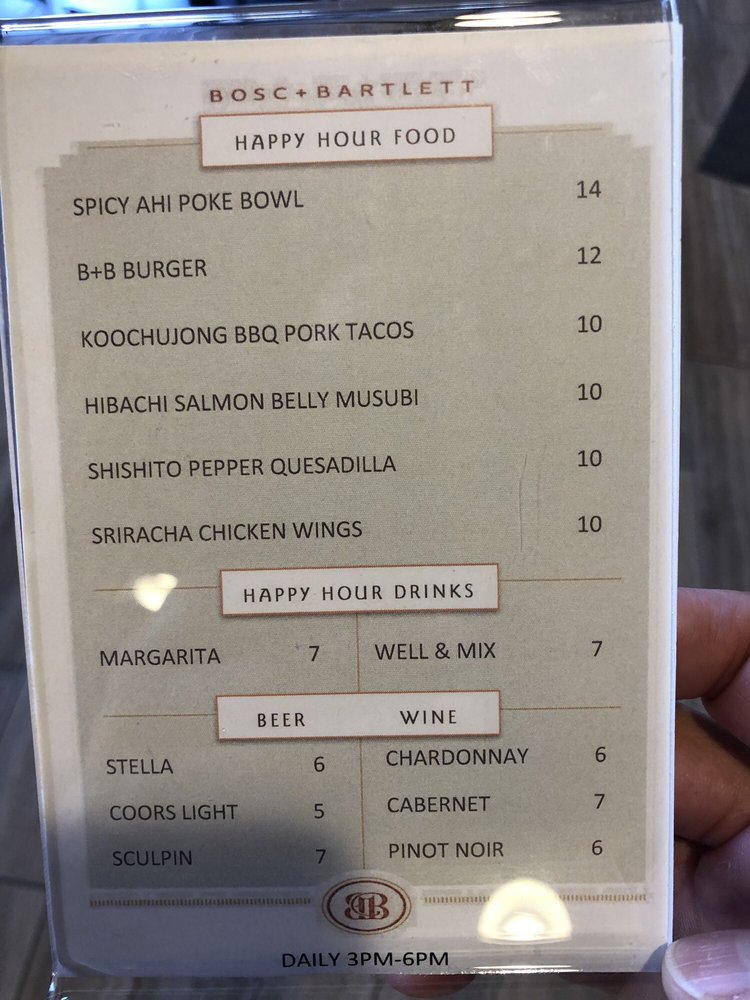 BOSC+BARTLETT
HAPPY HOUR FOOD
SPICY AHI POKE BOWL 14
B+B BURGER 12
KOOCHUJONG BBQ PORK TACOS 10
HIBACHI SALMON BELLY MUSUBI 10
SHISHITO PEPPER QUESADILLA 10
SRIRACHA CHICKEN WINGS 10
HAPPY HOUR DRINKS
MARGARITA 7 WELL & MIX 7
BEER WINE
STELLA 6 CHARDONNAY 6
COORS LIGHT 5 CABERNET 7
SCULPIN 7 PINOT NOIR 6
BB
DAILY 3PM-6PM